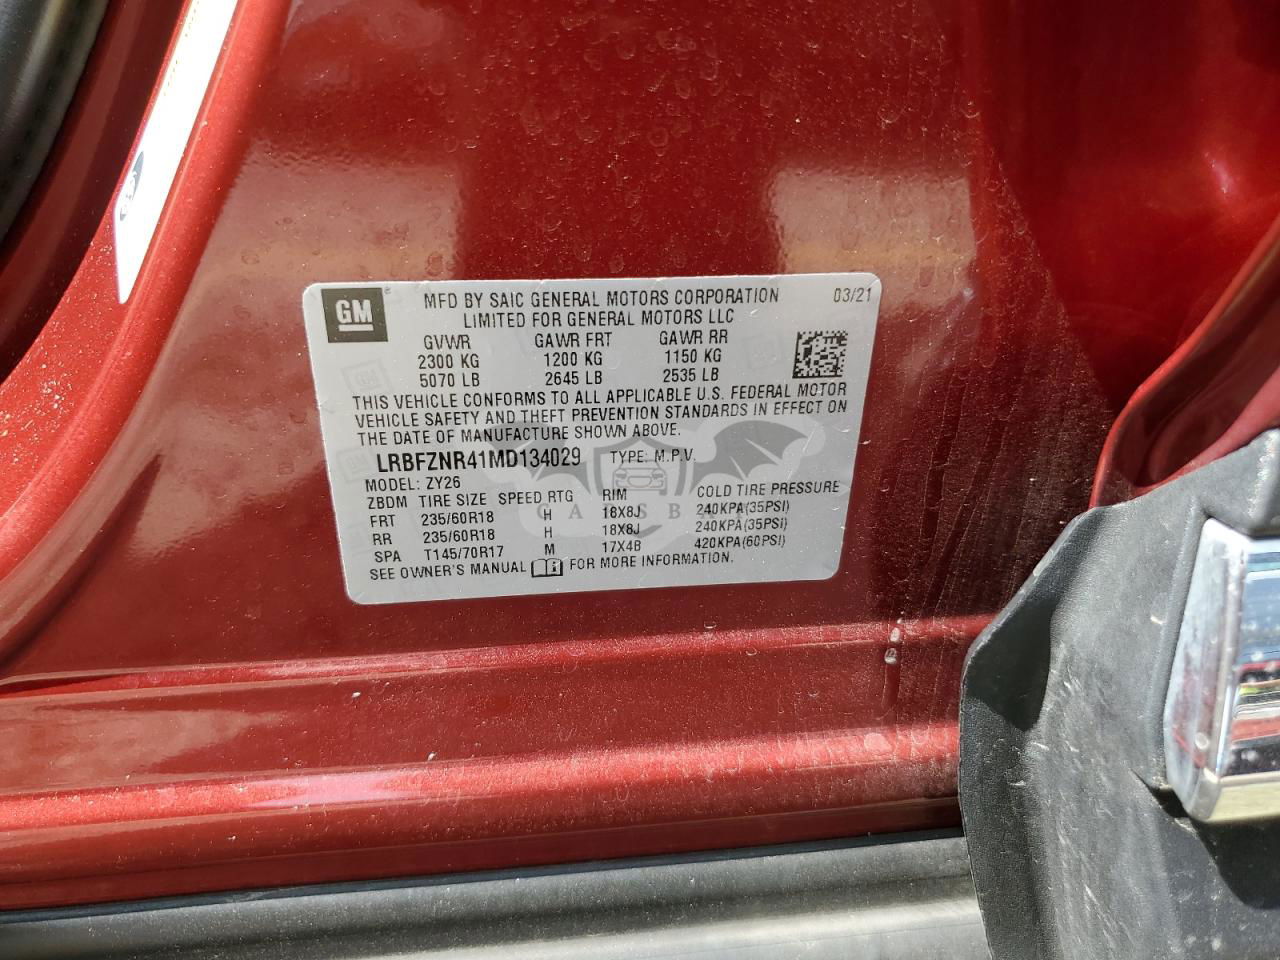 GM
MFD BY SAIC GENERAL MOTORS CORPORATION 03/21
LIMITED FOR GENERAL MOTORS LLC
GVWR GAWR FRT GAWR RR
2300 KG 1200 KG 1150 KG
5070 LB 2645 LB 2535 LB
THIS VEHICLE CONFORMS TO ALL APPLICABLE U.S. FEDERAL MOTOR
VEHICLE SAFETY AND THEFT PREVENTION STANDARDS IN EFFECT ON
THE DATE OF MANUFACTURE SHOWN ABOVE.
LRBFZNR41MD134029 TYPE: M.P.V.
MODEL: ZY26
ZBDM TIRE SIZE SPEED RTG RIM COLD TIRE PRESSURE
FRT 235/60R18 H 18X8J 240KPA(35PSI)
RR 235/60R18 H 18X8J 240KPA(35PSI)
SPA T145/70R17 M 17X4B 420KPA(60PSI)
SEE OWNER'S MANUAL FOR MORE INFORMATION.